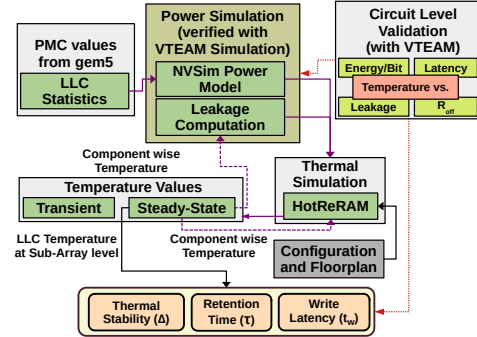 PMC values
from gem5
LLC
Statistics
Power Simulation
(verified with
VTEAM Simulation)
NVSim Power
Model
Leakage
Computation
Circuit Level
Validation
(with VTEAM)
Energy/Bit
Latency
Temperature vs.
Leakage
Roff
Component wise
Temperature
Thermal
Simulation
HotReRAM
Temperature Values
Transient
Steady-State
LLC Temperature
at Sub-Array level
Component wise
Temperature
Configuration
and Floorplan
Thermal
Stability (Δ)
Retention
Time (τ)
Write
Latency (tw)